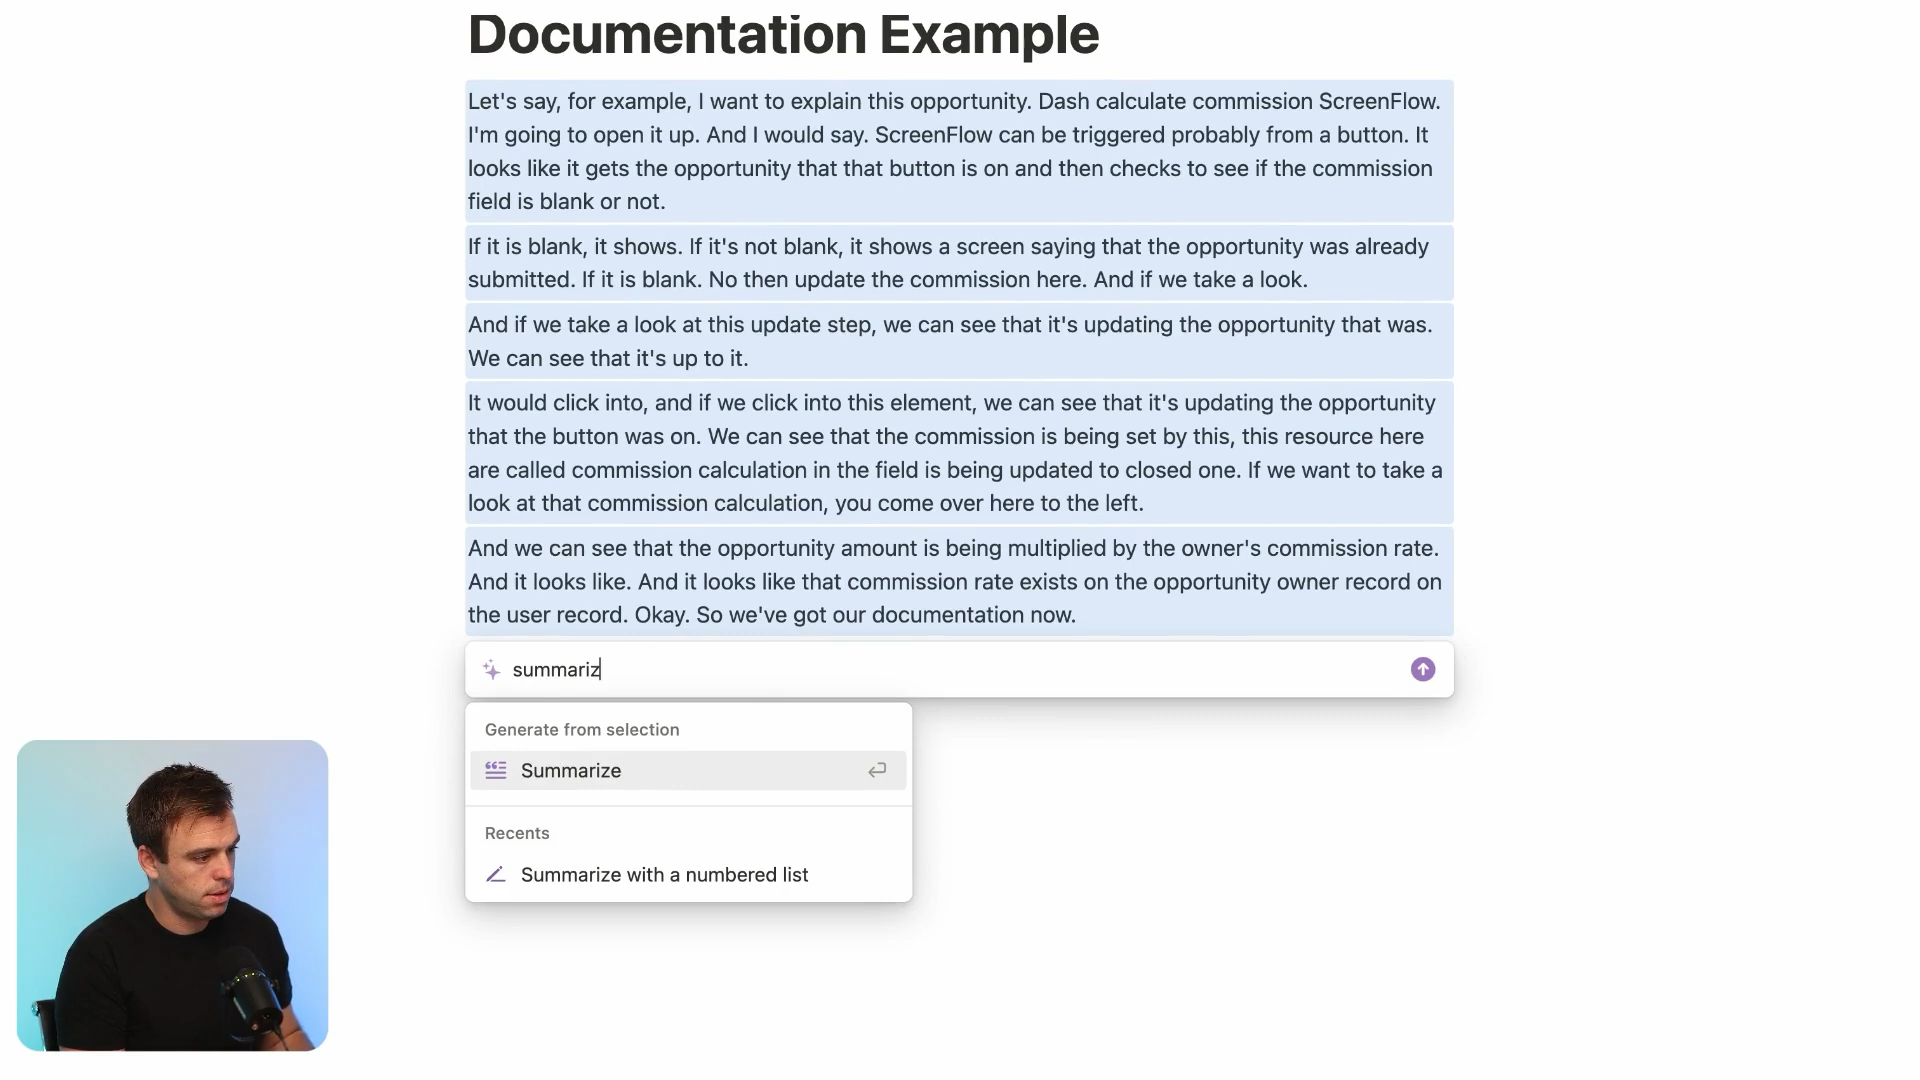 Documentation Example
Let's say, for example, I want to explain this opportunity. Dash calculate commission ScreenFlow.
I'm going to open it up. And I would say. ScreenFlow can be triggered probably from a button. It
looks like it gets the opportunity that that button is on and then checks to see if the commission
field is blank or not.
If it is blank, it shows. If it's not blank, it shows a screen saying that the opportunity was already
submitted. If it is blank. No then update the commission here. And if we take a look.
And if we take a look at this update step, we can see that it's updating the opportunity that was.
We can see that it's up to it.
It would click into, and if we click into this element, we can see that it's updating the opportunity
that the button was on. We can see that the commission is being set by this, this resource here
are called commission calculation in the field is being updated to closed one. If we want to take a
look at that commission calculation, you come over here to the left.
And we can see that the opportunity amount is being multiplied by the owner's commission rate.
And it looks like. And it looks like that commission rate exists on the opportunity owner record on
the user record. Okay. So we've got our documentation now.
summariz
Generate from selection
Summarize
Recents
Summarize with a numbered list